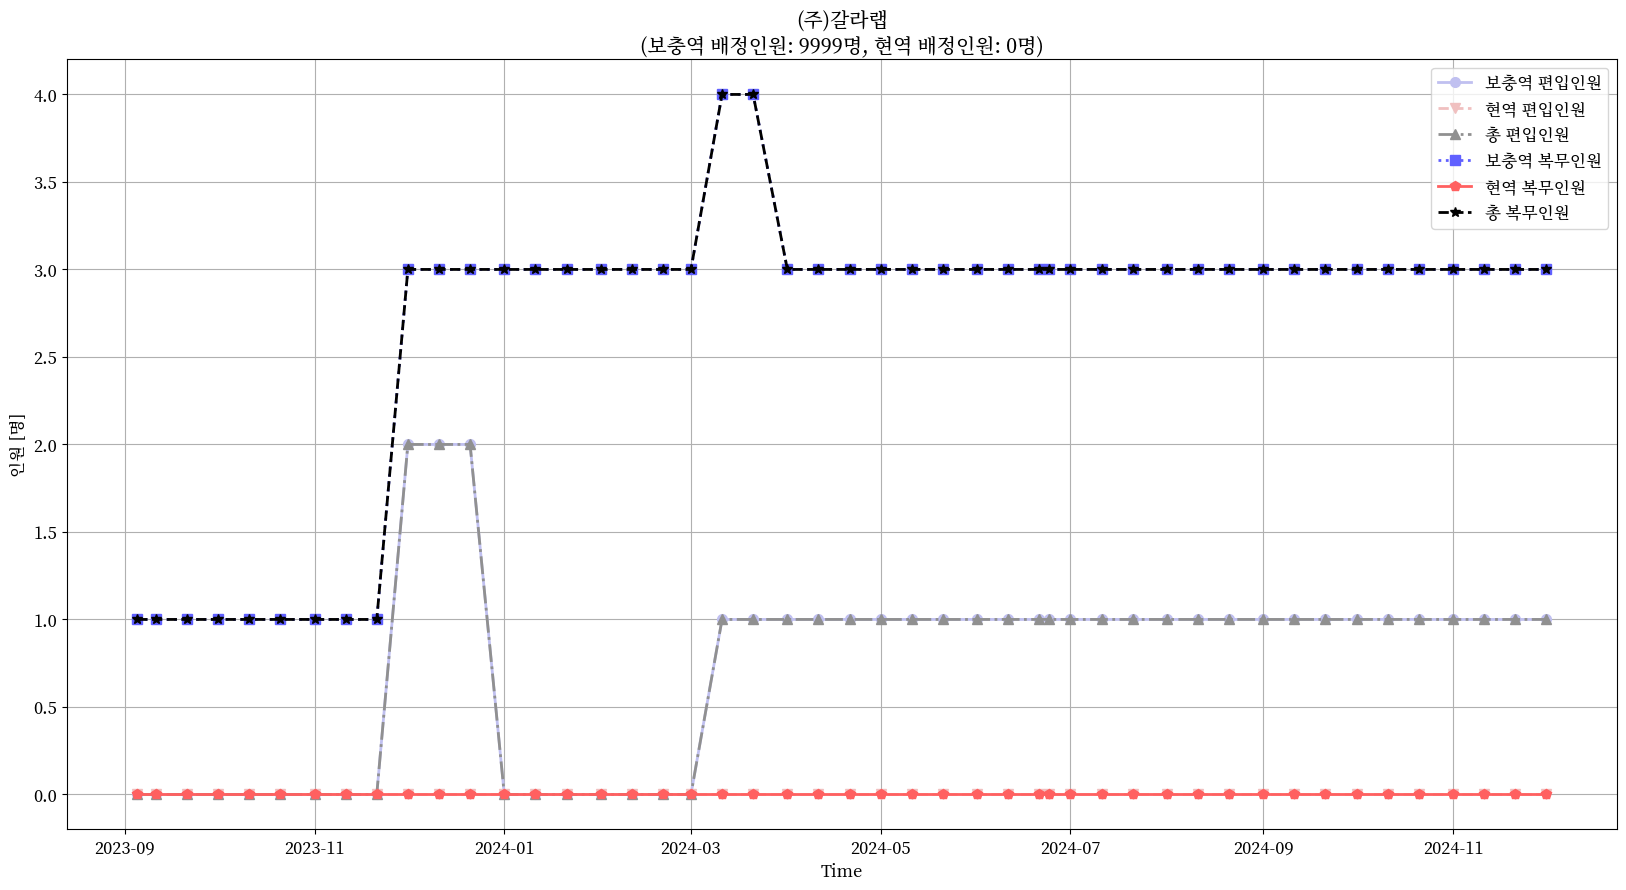 (주)갈라랩
(보충역 배정인원: 9999명, 현역 배정인원: 0명)
보충역 편입인원
현역 편입인원
총 편입인원
보충역 복무인원
현역 복무인원
총 복무인원
인원 [명]
4.0
3.5
3.0
2.5
2.0
1.5
1.0
0.5
0.0
2023-09
2023-11
2024-01
2024-03
2024-05
2024-07
2024-09
2024-11
Time